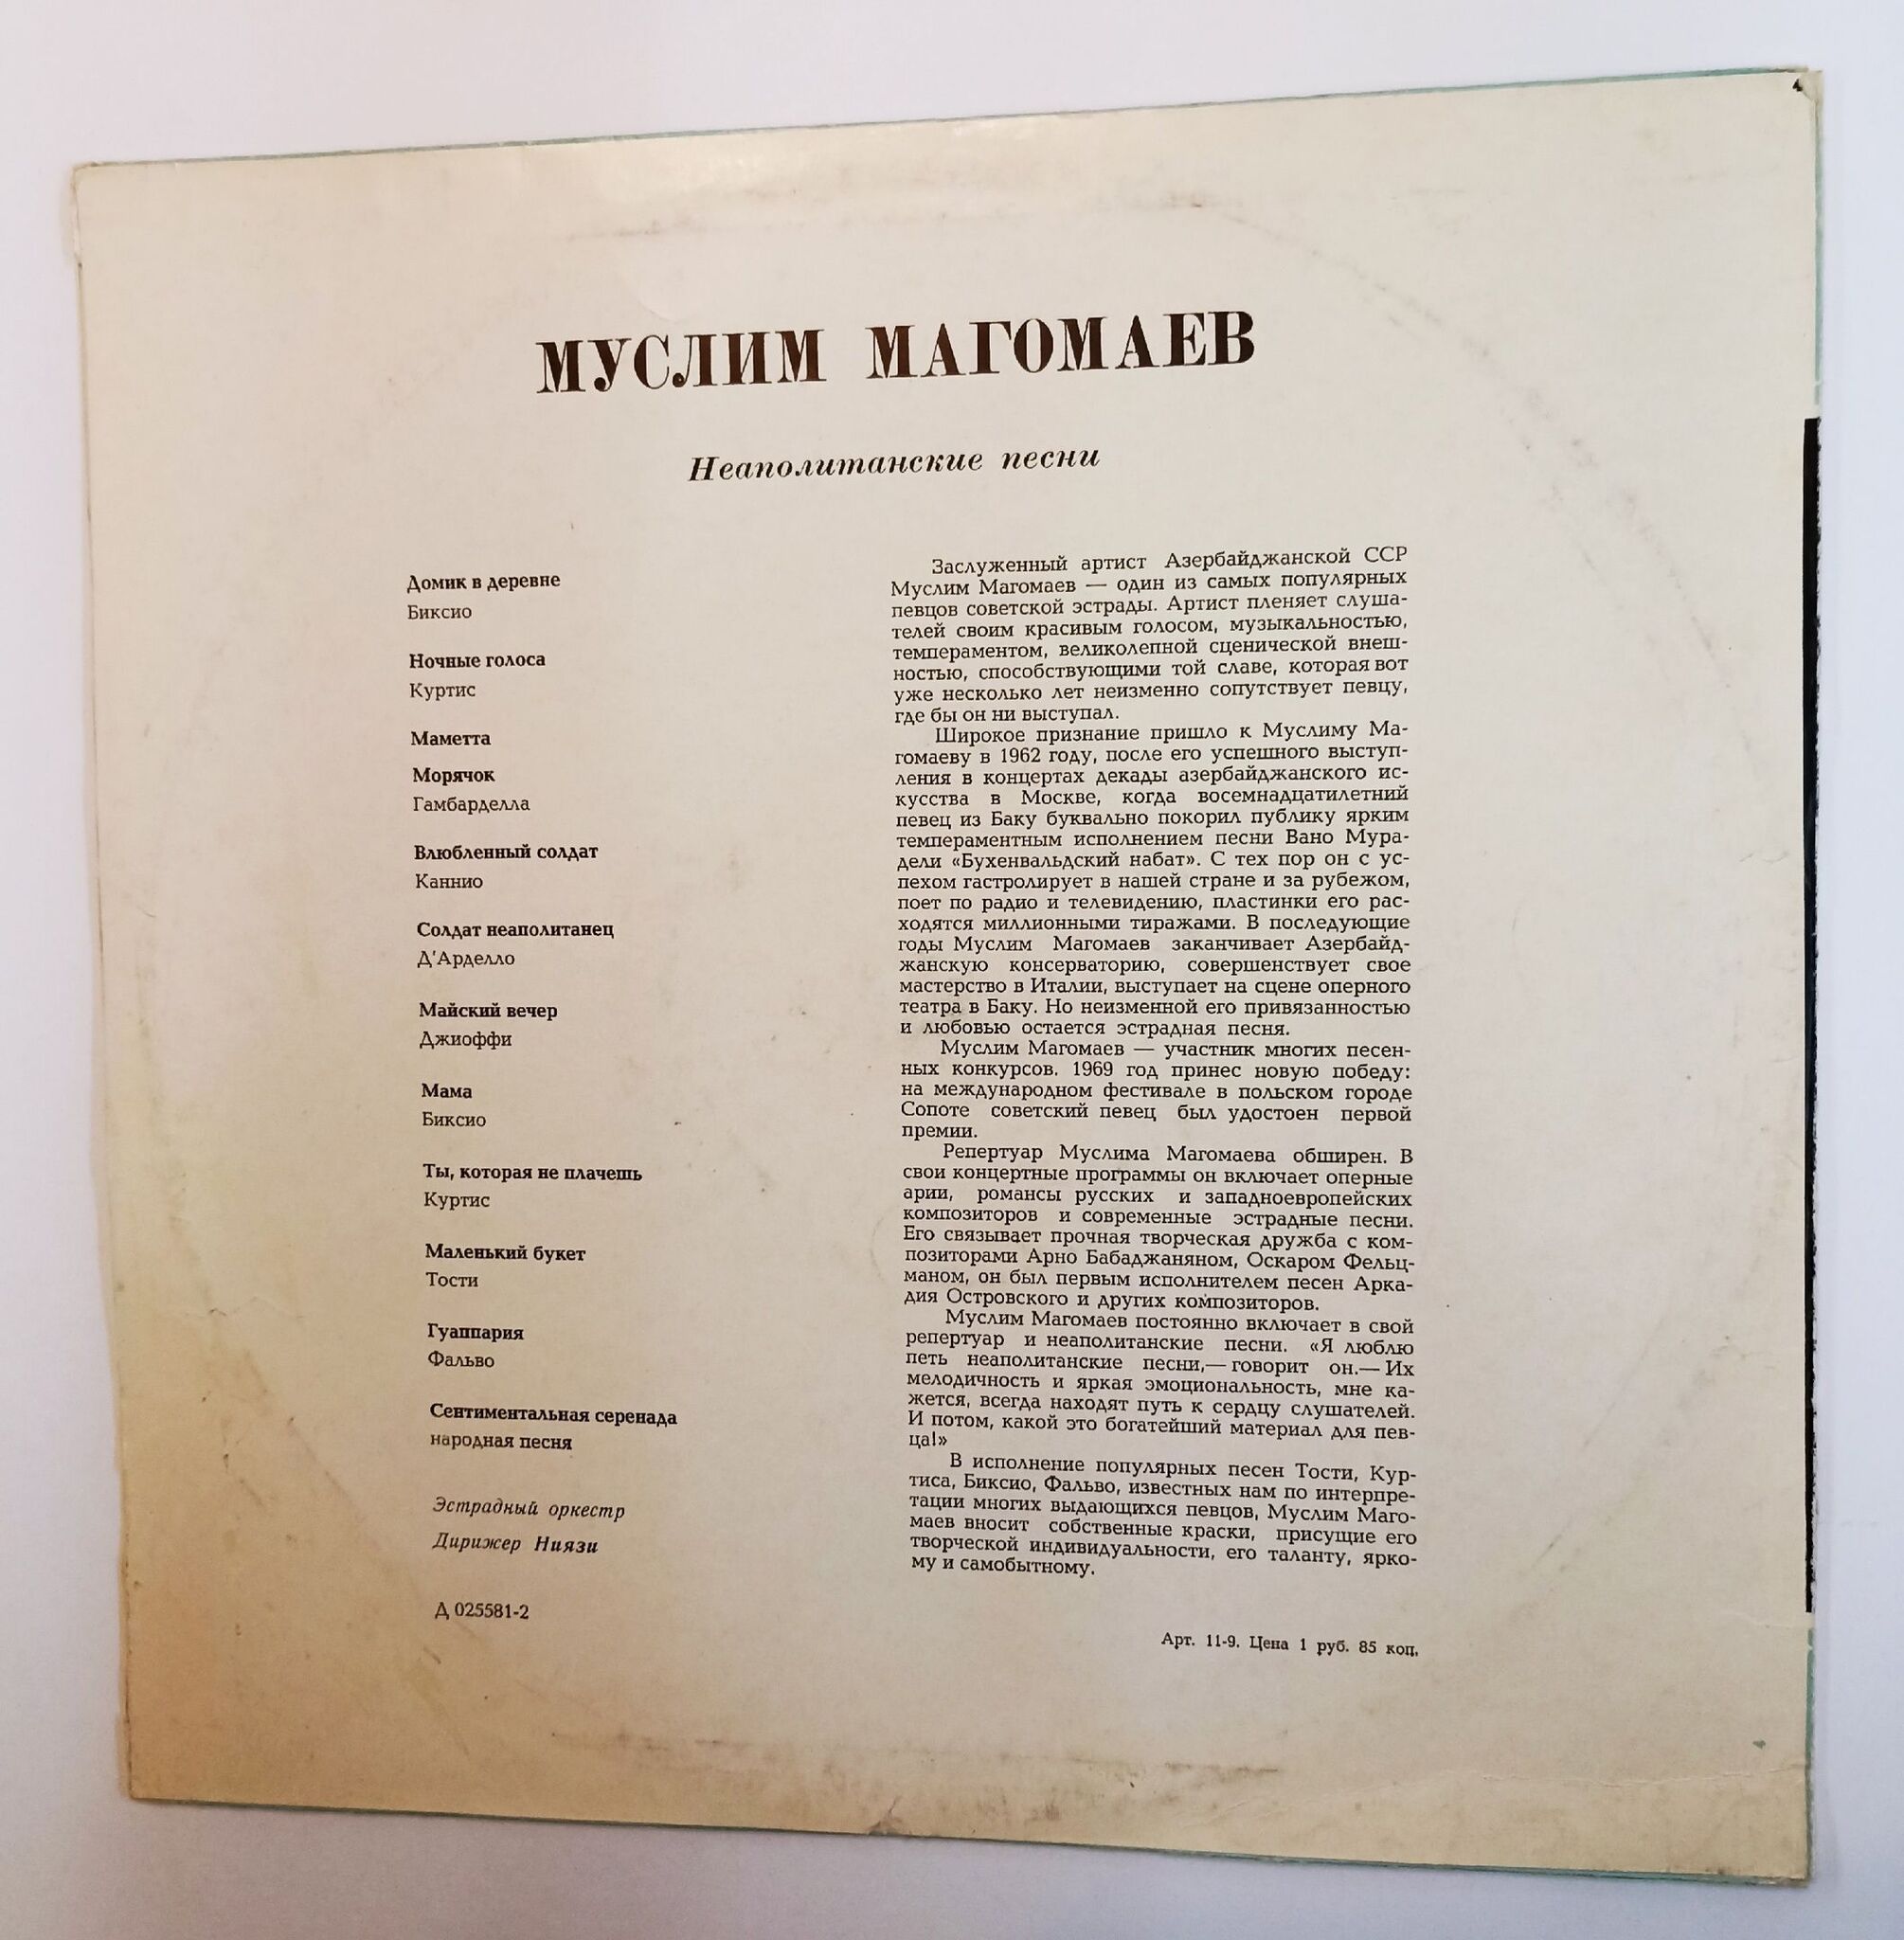 МУСЛИМ МАГОМАЕВ
Неаполитанские песни
Домик в деревне
Биксио
Ночные голоса
Куртис
Маметта
Морячок
Гамбарделла
Влюбленный солдат
Каннио
Солдат неаполитанец
Д'Арделло
Майский вечер
Джиоффи
Мама
Биксио
Ты, которая не плачешь
Куртис
Маленький букет
Тости
Гуаппария
Фальво
Сентиментальная серенада
народная песня
Эстрадный оркестр
Дирижер Ниязи
Д 025581-2
Заслуженный артист Азербайджанской ССР
Муслим Магомаев — один из самых популярных
певцов советской эстрады. Артист пленяет слуша-
телей своим красивым голосом, музыкальностью,
темпераментом, великолепной сценической внеш-
ностью, способствующими той славе, которая вот
уже несколько лет неизменно сопутствует певцу,
где бы он ни выступал.
Широкое признание пришло к Муслиму Ма-
гомаеву в 1962 году, после его успешного выступ-
ления в концертах декады азербайджанского ис-
кусства в Москве, когда восемнадцатилетний
певец из Баку буквально покорил публику ярким
темпераментным исполнением песни Вано Мура-
дели «Бухенвальдский набат». С тех пор он с ус-
пехом гастролирует в нашей стране и за рубежом,
поет по радио и телевидению, пластинки его рас-
ходятся миллионными тиражами. В последующие
годы Муслим Магомаев заканчивает Азербайд-
жанскую консерваторию, совершенствует свое
мастерство в Италии, выступает на сцене оперного
театра в Баку. Но неизменной его привязанностью
и любовью остается эстрадная песня.
Муслим Магомаев — участник многих песен-
ных конкурсов. 1969 год принес новую победу:
на международном фестивале в польском городе
Сопоте советский певец был удостоен первой
премии.
Репертуар Муслима Магомаева обширен. В
свои концертные программы он включает оперные
арии, романсы русских и западноевропейских
композиторов и современные эстрадные песни.
Его связывает прочная творческая дружба с ком-
позиторами Арно Бабаджаняном, Оскаром Фельц-
маном, он был первым исполнителем песен Арка-
дия Островского и других композиторов.
Муслим Магомаев постоянно включает в свой
репертуар и неаполитанские песни. «Я люблю
петь неаполитанские песни,— говорит он.— Их
мелодичность и яркая эмоциональность, мне ка-
жется, всегда находят путь к сердцу слушателей.
И потом, какой это богатейший материал для пев-
ца!»
В исполнение популярных песен Тости, Кур-
тиса, Биксио, Фальво, известных нам по интерпре-
тации многих выдающихся певцов, Муслим Маго-
маев вносит собственные краски, присущие его
творческой индивидуальности, его таланту, ярко-
му и самобытному.
Арт. 11-9. Цена 1 руб. 85 коп.